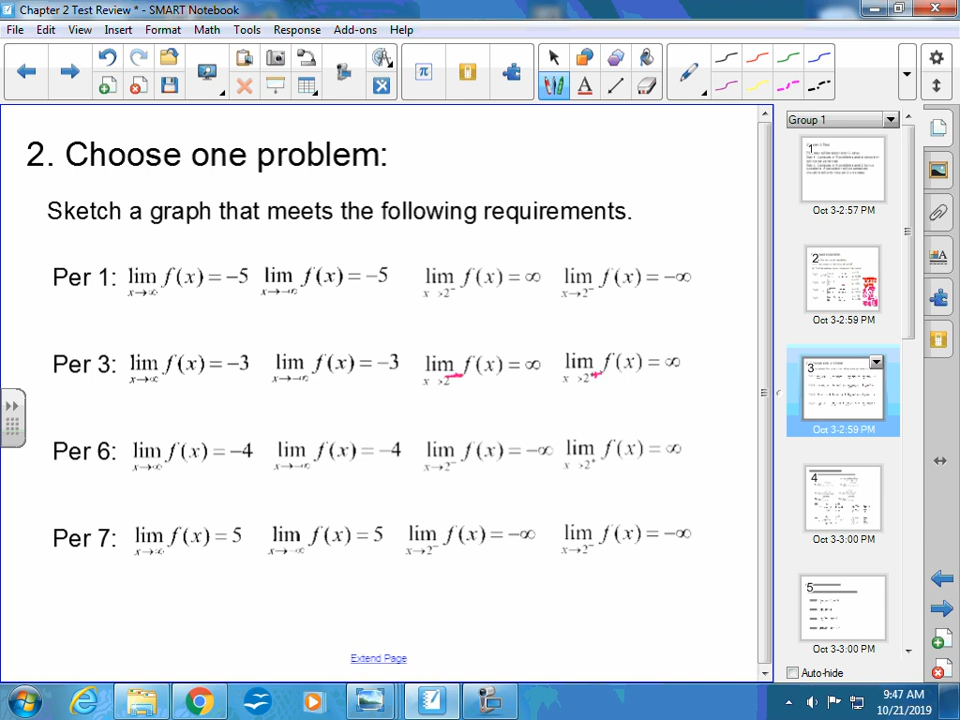 Chapter 2 Test Review * - SMART Notebook
File Edit View Insert Format Math Tools Response Add-ons Help
2. Choose one problem:
Sketch a graph that meets the following requirements.
Per 1: lim x→∞ f(x) = −5 lim x→−∞ f(x) = −5 lim x→2⁻ f(x) = ∞ lim x→2⁻ f(x) = −∞
Per 3: lim x→∞ f(x) = −3 lim x→−∞ f(x) = −3 lim x→2⁻ f(x) = ∞ lim x→2⁺ f(x) = ∞
Per 6: lim x→∞ f(x) = −4 lim x→−∞ f(x) = −4 lim x→2⁻ f(x) = −∞ lim x→2⁺ f(x) = ∞
Per 7: lim x→∞ f(x) = 5 lim x→−∞ f(x) = 5 lim x→2⁻ f(x) = −∞ lim x→2⁻ f(x) = −∞
Extend Page
Group 1
1
Oct 3-2:57 PM
2
Oct 3-2:59 PM
3
Oct 3-2:59 PM
4
Oct 3-3:00 PM
5
Oct 3-3:00 PM
Auto-hide
9:47 AM
10/21/2019